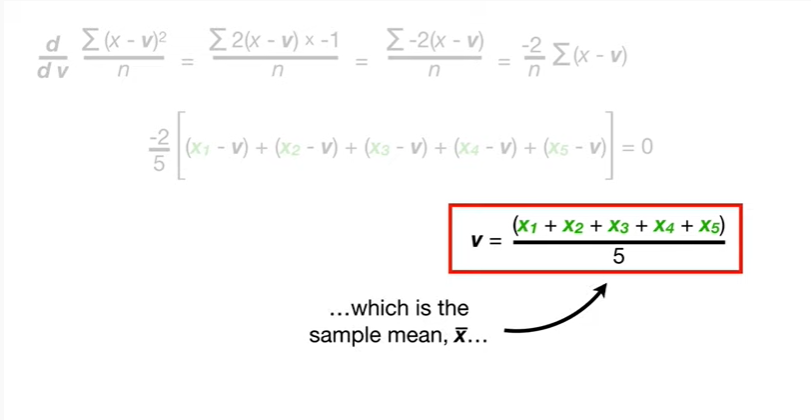 d/dv Σ(x - v)²/n = Σ 2(x - v) × -1/n = Σ -2(x - v)/n = -2/n Σ(x - v)
-2/5 [(x₁ - v) + (x₂ - v) + (x₃ - v) + (x₄ - v) + (x₅ - v)] = 0
v = (x₁ + x₂ + x₃ + x₄ + x₅)/5
…which is the
sample mean, x̅…